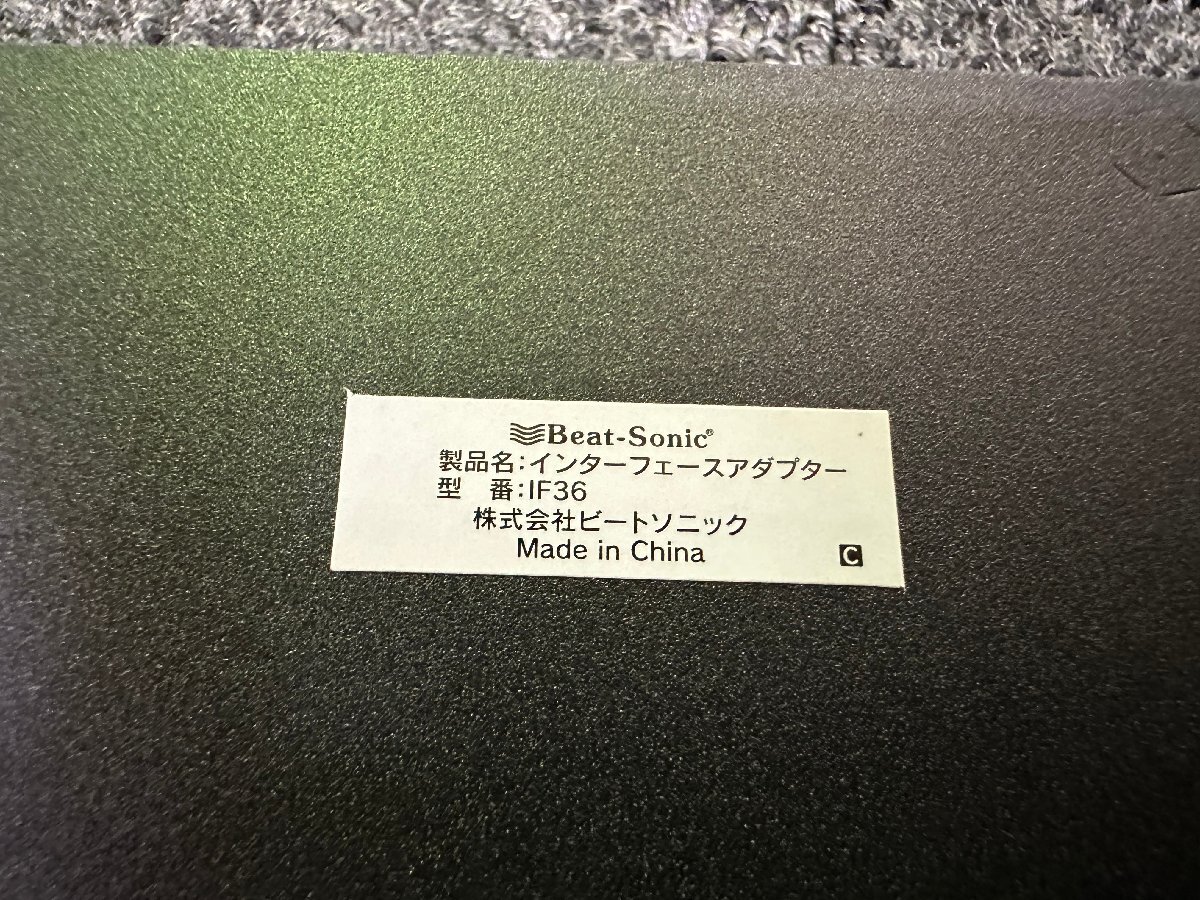 Beat-Sonic®
製品名:インターフェースアダプター
型 番:IF36
株式会社ビートソニック
Made in China
C